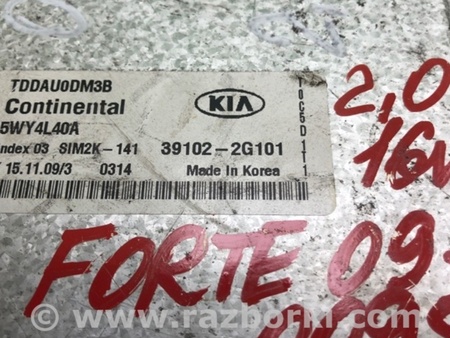 TDDAU0DM3B
Continental
5WY4L40A
KIA
ndex 03 SIM2K-141
39102-2G101
15.11.09/3 0314
Made in Korea
2,0
16v
FORTE 09-
www.razborki.com